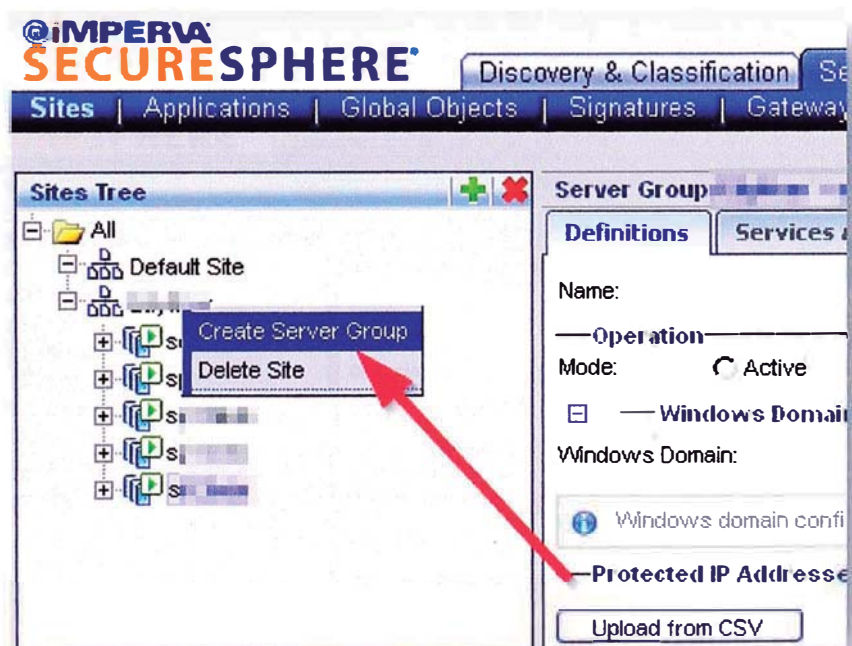 iMPERVA
SECURESPHERE
Discovery & Classification Se
Sites | Applications | Global Objects | Signatures | Gateway
Sites Tree
All
Default Site
Create Server Group
Delete Site
Server Group
Definitions Services
Name:
Operation
Mode: Active
Windows Domain
Windows Domain:
Windows domain confi
Protected IP Addresse
Upload from CSV